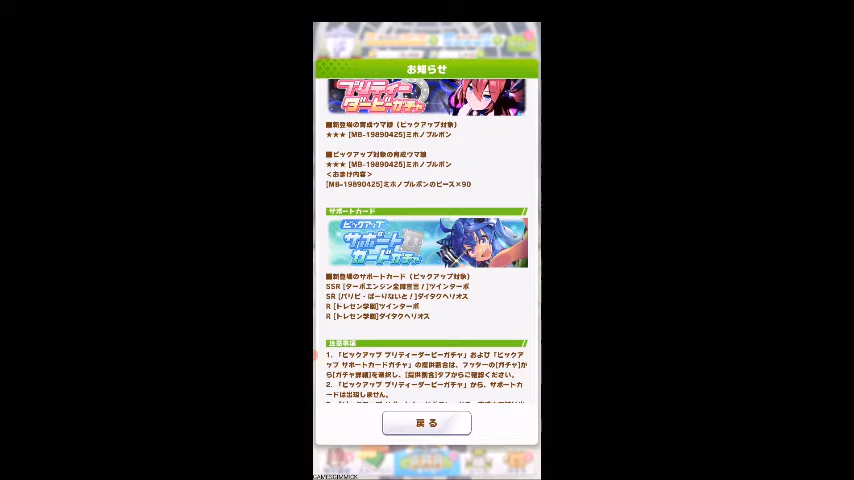 お知らせ
プリティー
ダービーガチャ
■新登場の育成ウマ娘（ピックアップ対象）
★★★ [MB-19890425]ミホノブルボン
■ピックアップ対象の育成ウマ娘
★★★ [MB-19890425]ミホノブルボン
＜おまけ内容＞
[MB-19890425]ミホノブルボンのピース×90
サポートカード
ピックアップ
サポート
カードガチャ
■新登場のサポートカード（ピックアップ対象）
SSR [ターボエンジン全開宣言！]ツインターボ
SR [パリピ・ぱーりないと！]ダイタクヘリオス
R [トレセン学園]ツインターボ
R [トレセン学園]ダイタクヘリオス
注意事項
1. 「ピックアップ プリティーダービーガチャ」および「ピックア
ップ サポートカードガチャ」の提供割合は、フッターの[ガチャ]か
ら[ガチャ詳細]を選択し、[提供割合]タブからご確認ください。
2. 「ピックアップ プリティーダービーガチャ」から、サポートカ
ードは出現しません。
戻る
GAMESGIMMICK